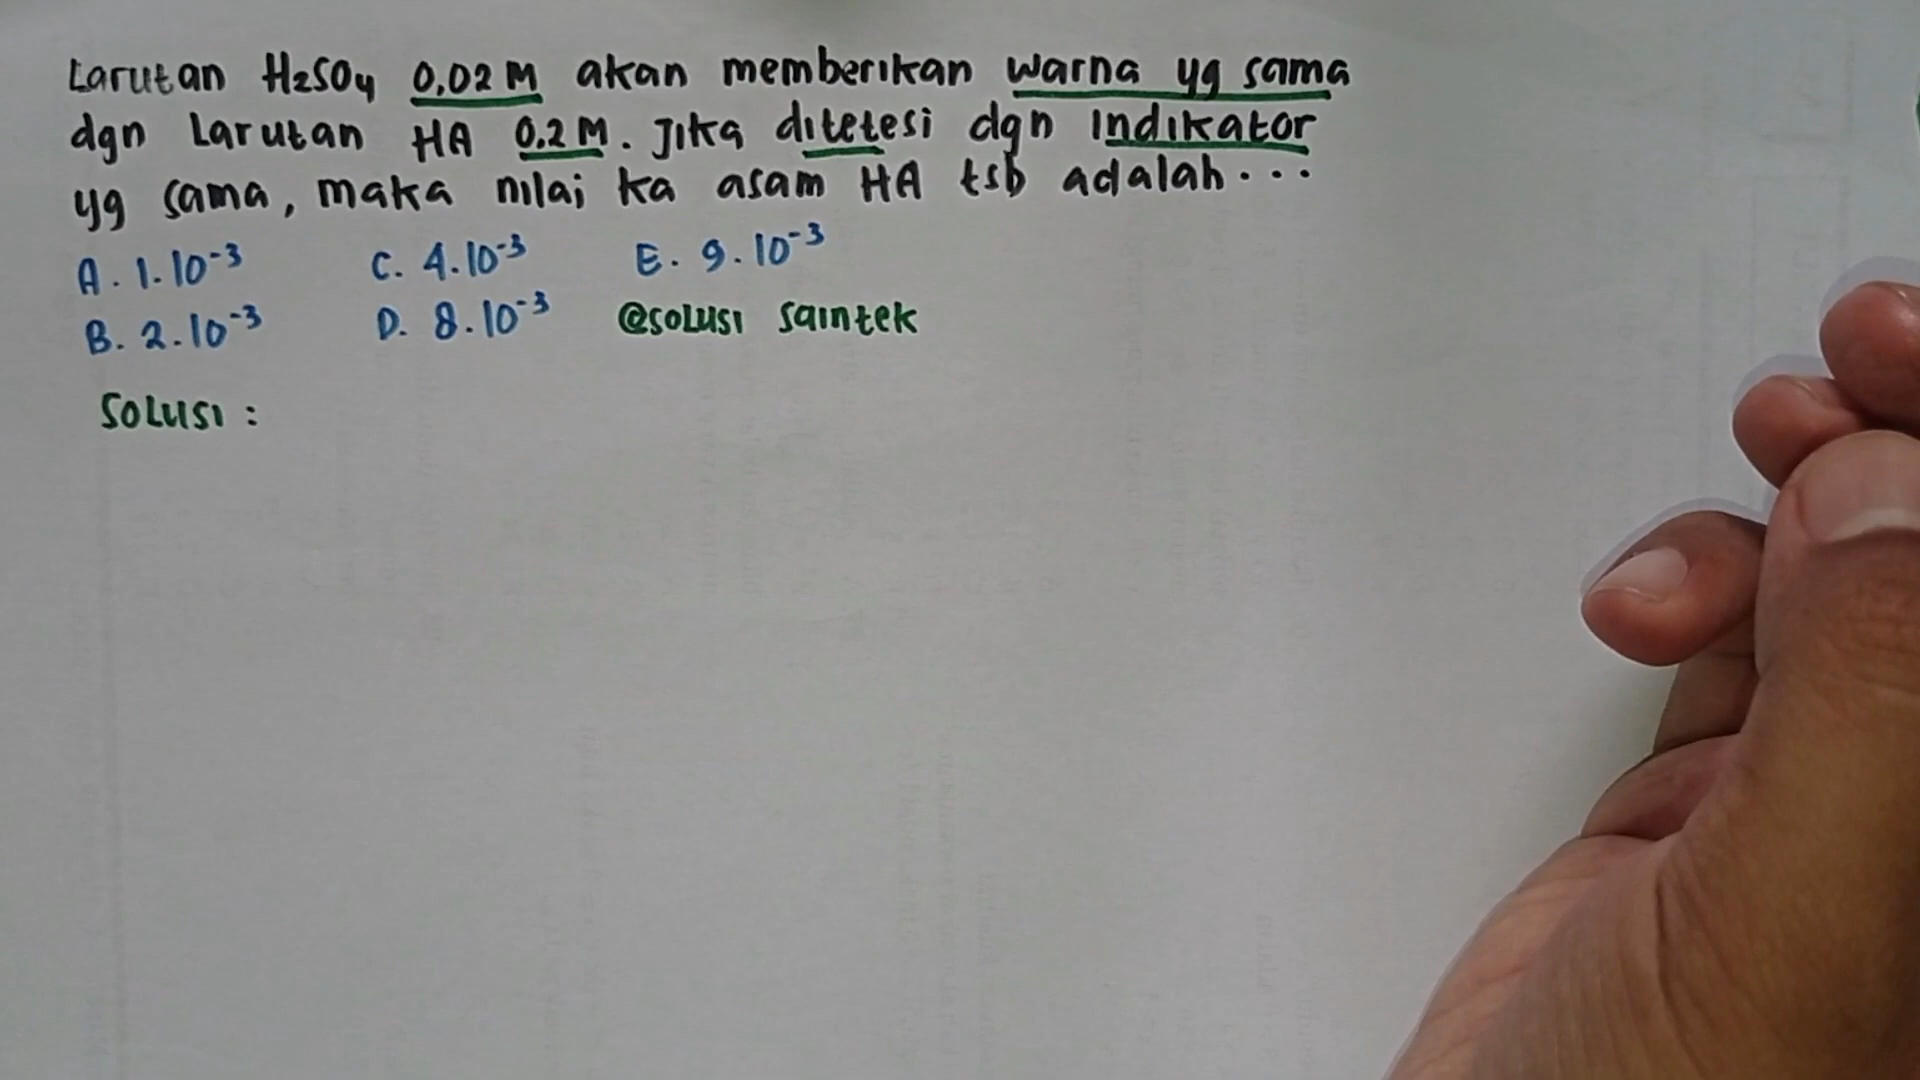 Larutan H₂SO₄ 0,02 M akan memberikan warna yg sama
dgn Larutan HA 0,2 M. Jika ditetesi dgn Indikator
yg sama, maka nilai ka asam HA tsb adalah...
A. 1.10⁻³ C. 4.10⁻³ E. 9.10⁻³
B. 2.10⁻³ D. 8.10⁻³ @solusi saintek
SOLUSI :